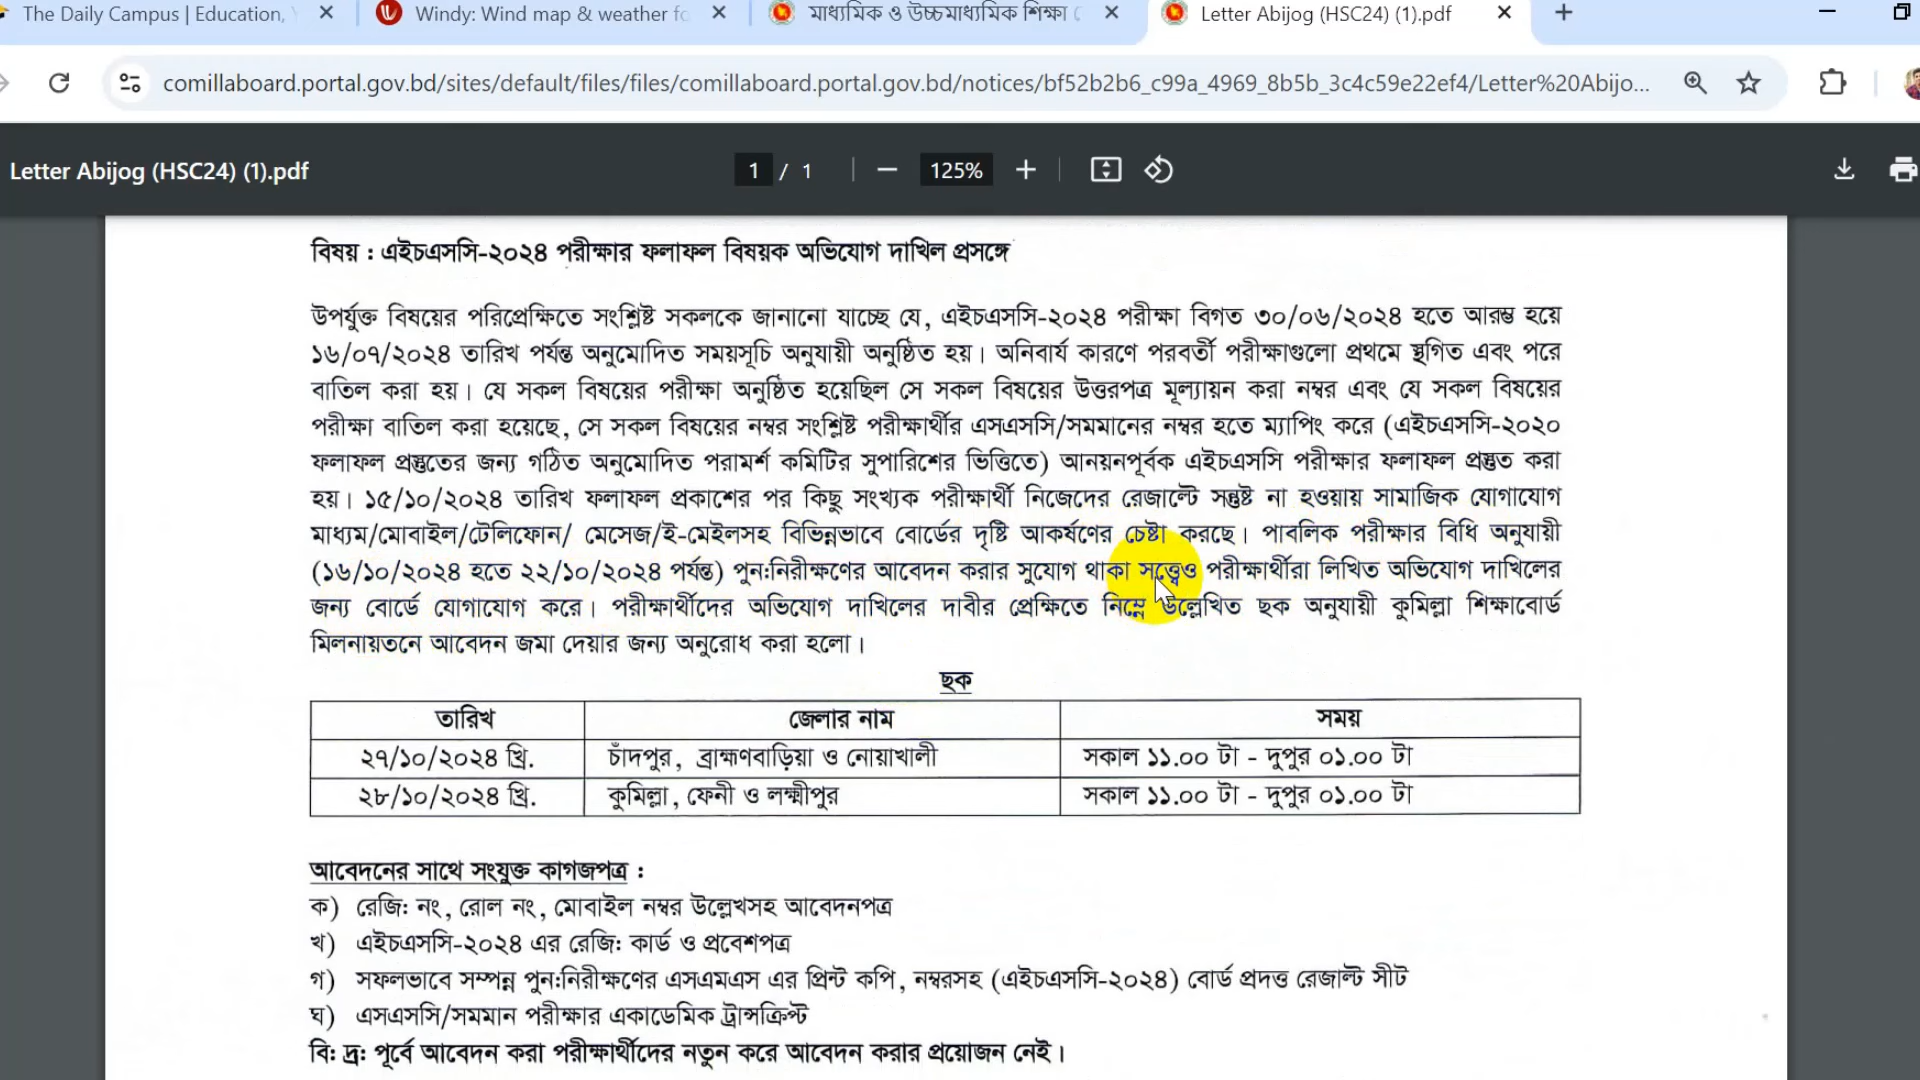 The Daily Campus | Education, Y
Windy: Wind map & weather fo
মাধ্যমিক ও উচ্চমাধ্যমিক শিক্ষা
Letter Abijog (HSC24) (1).pdf
comillaboard.portal.gov.bd/sites/default/files/files/comillaboard.portal.gov.bd/notices/bf52b2b6_c99a_4969_8b5b_3c4c59e22ef4/Letter%20Abijo...
Letter Abijog (HSC24) (1).pdf
1 / 1
125%
বিষয় : এইচএসসি-২০২৪ পরীক্ষার ফলাফল বিষয়ক অভিযোগ দাখিল প্রসঙ্গে
উপর্যুক্ত বিষয়ের পরিপ্রেক্ষিতে সংশ্লিষ্ট সকলকে জানানো যাচ্ছে যে, এইচএসসি-২০২৪ পরীক্ষা বিগত ৩০/০৬/২০২৪ হতে আরম্ভ হয়ে
১৬/০৭/২০২৪ তারিখ পর্যন্ত অনুমোদিত সময়সূচি অনুযায়ী অনুষ্ঠিত হয়। অনিবার্য কারণে পরবর্তী পরীক্ষাগুলো প্রথমে স্থগিত এবং পরে
বাতিল করা হয়। যে সকল বিষয়ের পরীক্ষা অনুষ্ঠিত হয়েছিল সে সকল বিষয়ের উত্তরপত্র মূল্যায়ন করা নম্বর এবং যে সকল বিষয়ের
পরীক্ষা বাতিল করা হয়েছে, সে সকল বিষয়ের নম্বর সংশ্লিষ্ট পরীক্ষার্থীর এসএসসি/সমমানের নম্বর হতে ম্যাপিং করে (এইচএসসি-২০২০
ফলাফল প্রস্তুতের জন্য গঠিত অনুমোদিত পরামর্শ কমিটির সুপারিশের ভিত্তিতে) আনয়নপূর্বক এইচএসসি পরীক্ষার ফলাফল প্রস্তুত করা
হয়। ১৫/১০/২০২৪ তারিখ ফলাফল প্রকাশের পর কিছু সংখ্যক পরীক্ষার্থী নিজেদের রেজাল্টে সন্তুষ্ট না হওয়ায় সামাজিক যোগাযোগ
মাধ্যম/মোবাইল/টেলিফোন/ মেসেজ/ই-মেইলসহ বিভিন্নভাবে বোর্ডের দৃষ্টি আকর্ষণের চেষ্টা করছে। পাবলিক পরীক্ষার বিধি অনুযায়ী
(১৬/১০/২০২৪ হতে ২২/১০/২০২৪ পর্যন্ত) পুন:নিরীক্ষণের আবেদন করার সুযোগ থাকা সত্ত্বেও পরীক্ষার্থীরা লিখিত অভিযোগ দাখিলের
জন্য বোর্ডে যোগাযোগ করে। পরীক্ষার্থীদের অভিযোগ দাখিলের দাবীর প্রেক্ষিতে নিম্নে উল্লেখিত ছক অনুযায়ী কুমিল্লা শিক্ষাবোর্ড
মিলনায়তনে আবেদন জমা দেয়ার জন্য অনুরোধ করা হলো।
ছক
তারিখ জেলার নাম সময়
২৭/১০/২০২৪ খ্রি. চাঁদপুর, ব্রাহ্মণবাড়িয়া ও নোয়াখালী সকাল ১১.০০ টা - দুপুর ০১.০০ টা
২৮/১০/২০২৪ খ্রি. কুমিল্লা, ফেনী ও লক্ষ্মীপুর সকাল ১১.০০ টা - দুপুর ০১.০০ টা
আবেদনের সাথে সংযুক্ত কাগজপত্র :
ক) রেজি: নং, রোল নং, মোবাইল নম্বর উল্লেখসহ আবেদনপত্র
খ) এইচএসসি-২০২৪ এর রেজি: কার্ড ও প্রবেশপত্র
গ) সফলভাবে সম্পন্ন পুন:নিরীক্ষণের এসএমএস এর প্রিন্ট কপি, নম্বরসহ (এইচএসসি-২০২৪) বোর্ড প্রদত্ত রেজাল্ট সীট
ঘ) এসএসসি/সমমান পরীক্ষার একাডেমিক ট্রান্সক্রিপ্ট
বি: দ্র: পূর্বে আবেদন করা পরীক্ষার্থীদের নতুন করে আবেদন করার প্রয়োজন নেই।